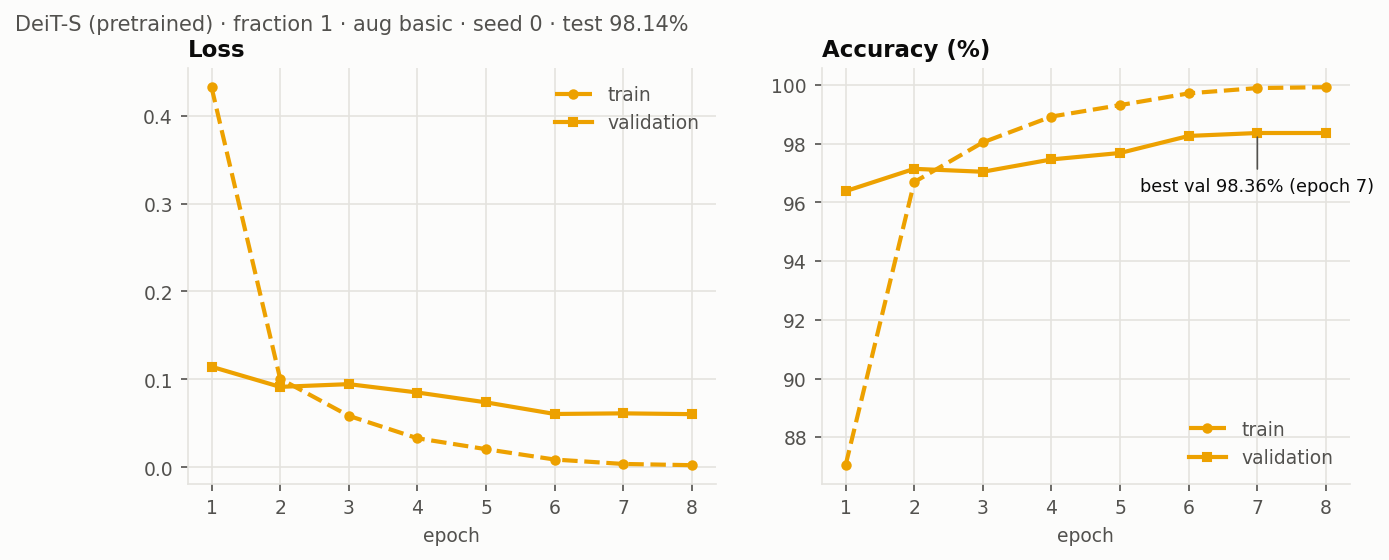 DeiT-S (pretrained) · fraction 1 · aug basic · seed 0 · test 98.14%
Loss
0.4
0.3
0.2
0.1
0.0
1 2 3 4 5 6 7 8
epoch
train
validation
Accuracy (%)
100
98
96
94
92
90
88
1 2 3 4 5 6 7 8
epoch
best val 98.36% (epoch 7)
train
validation